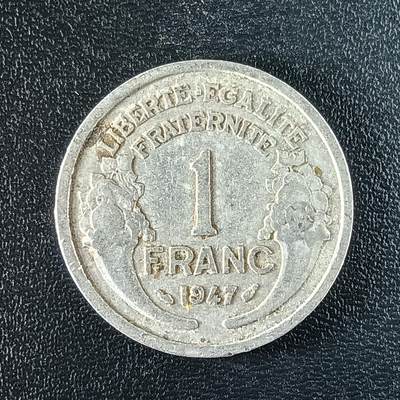 LIBERTE·EGALITE
FRATERNITE
1
FRANC
1947